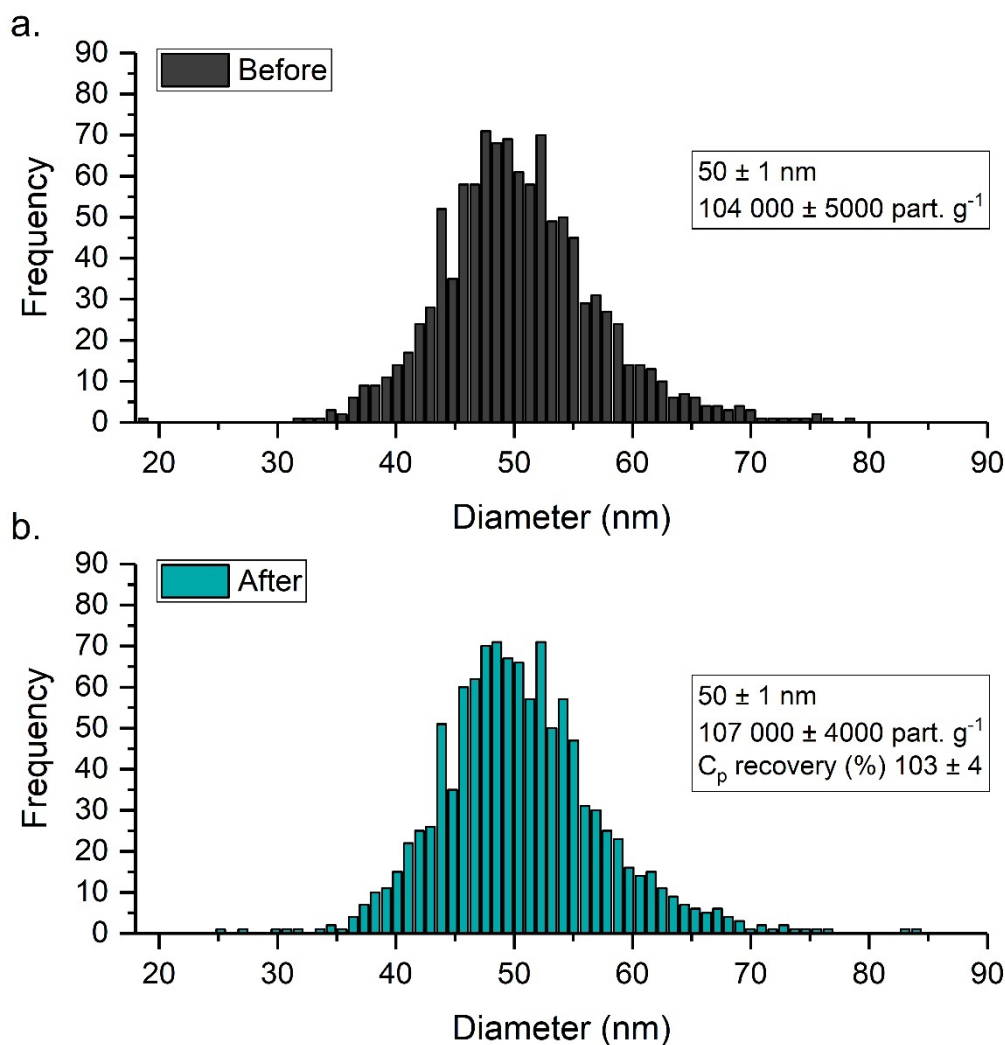 a.
90
80
70
60
50
40
30
20
10
0
Frequency
Before
50 ± 1 nm
104 000 ± 5000 part. g⁻¹
20 30 40 50 60 70 80 90
Diameter (nm)
b.
90
80
70
60
50
40
30
20
10
0
Frequency
After
50 ± 1 nm
107 000 ± 4000 part. g⁻¹
Cₚ recovery (%) 103 ± 4
20 30 40 50 60 70 80 90
Diameter (nm)